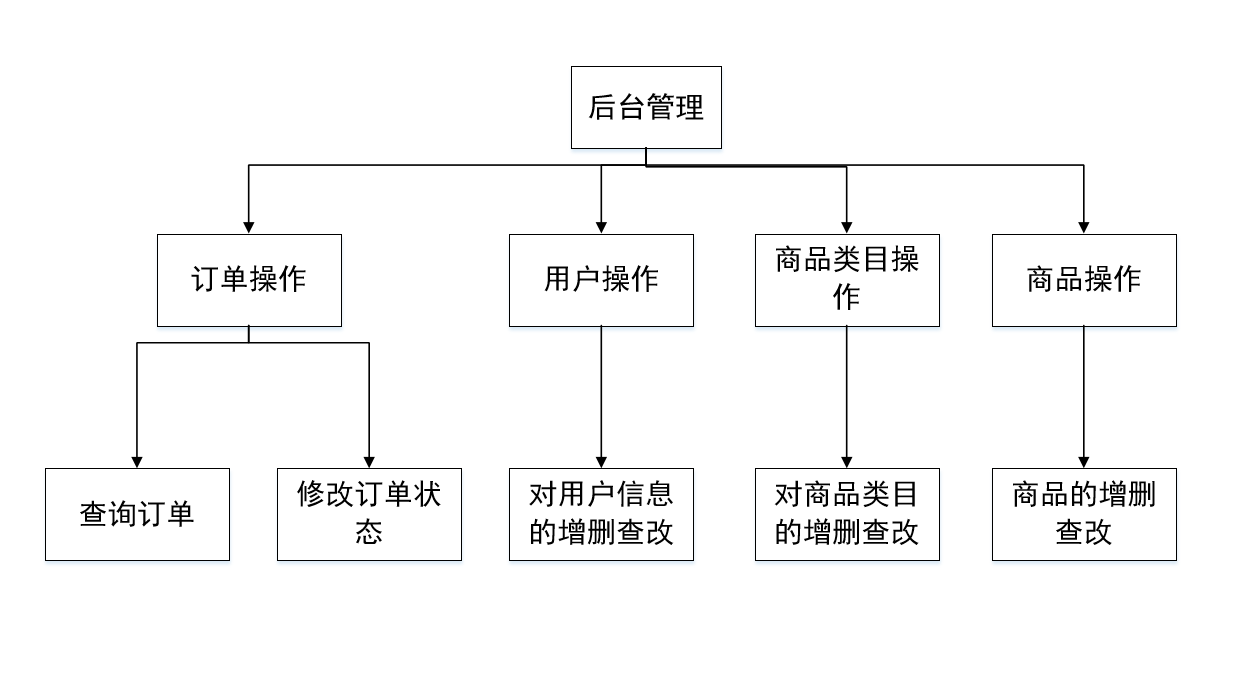 后台管理
订单操作
用户操作
商品类目操
作
商品操作
查询订单
修改订单状
态
对用户信息
的增删查改
对商品类目
的增删查改
商品的增删
查改